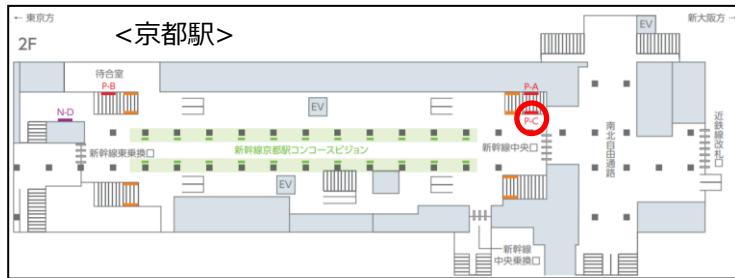 ← 東京方
<京都駅>
新大阪方 →
2F
EV
待合室
P-B
P-A
N-D
EV
P-C
新幹線東乗換口
新幹線京都駅コンコースビジョン
新幹線中央口
南北自由通路
近鉄線改札口
EV
新幹線
中央乗換口